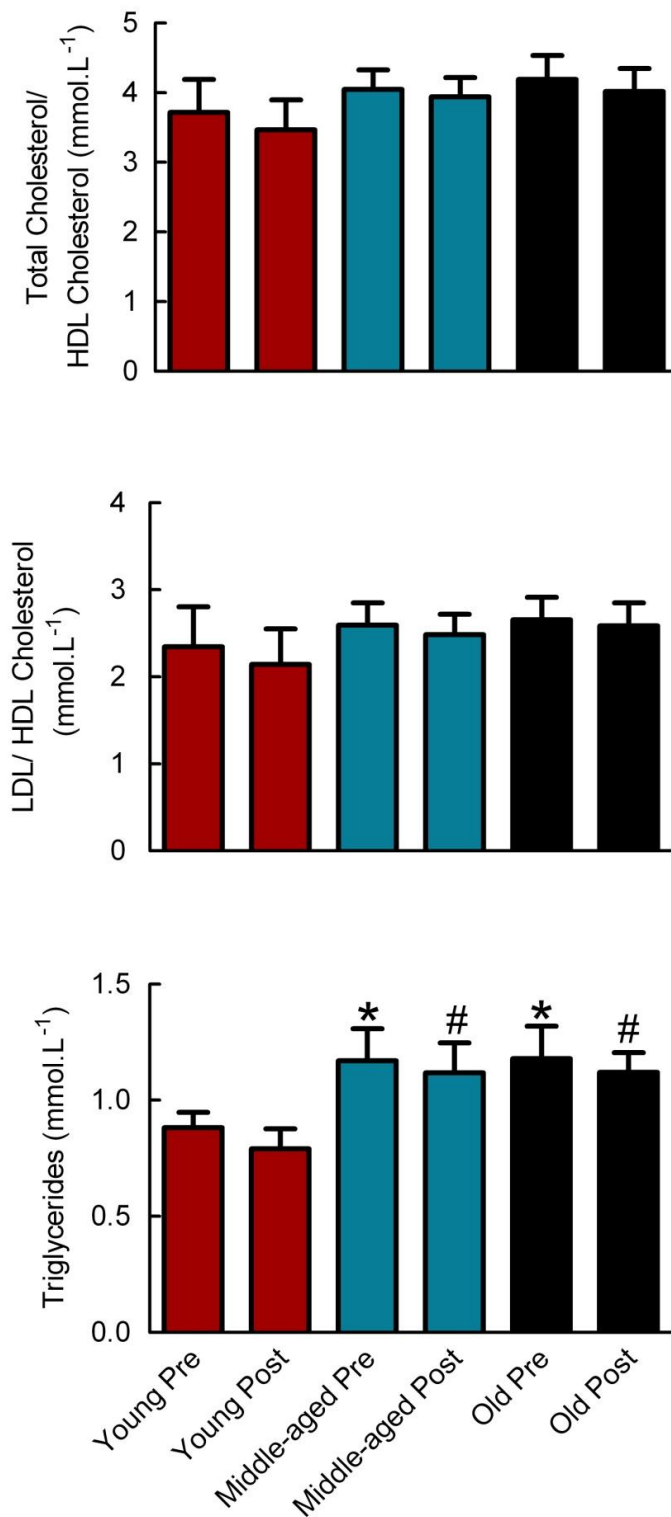 Total Cholesterol/
HDL Cholesterol (mmol.L⁻¹)
5
4
3
2
1
0
LDL/ HDL Cholesterol
(mmol.L⁻¹)
4
3
2
1
0
Triglycerides (mmol.L⁻¹)
1.5
1.0
0.5
0.0
* # * #
Young Pre
Young Post
Middle-aged Pre
Middle-aged Post
Old Pre
Old Post